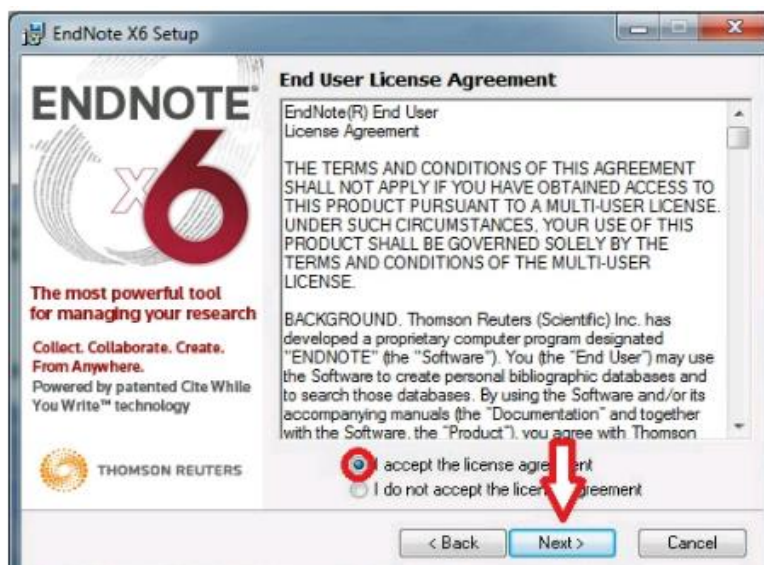 EndNote X6 Setup
ENDNOTE®
x6
The most powerful tool
for managing your research
Collect. Collaborate. Create.
From Anywhere.
Powered by patented Cite While
You Write™ technology
THOMSON REUTERS
End User License Agreement
EndNote(R) End User
License Agreement
THE TERMS AND CONDITIONS OF THIS AGREEMENT
SHALL NOT APPLY IF YOU HAVE OBTAINED ACCESS TO
THIS PRODUCT PURSUANT TO A MULTI-USER LICENSE.
UNDER SUCH CIRCUMSTANCES, YOUR USE OF THIS
PRODUCT SHALL BE GOVERNED SOLELY BY THE
TERMS AND CONDITIONS OF THE MULTI-USER
LICENSE.
BACKGROUND. Thomson Reuters (Scientific) Inc. has
developed a proprietary computer program designated
"ENDNOTE" (the "Software"). You (the "End User") may use
the Software to create personal bibliographic databases and
to search those databases. By using the Software and/or its
accompanying manuals (the "Documentation" and together
with the Software, the "Product"), you agree with Thomson
I accept the license agreement
I do not accept the license agreement
< Back
Next >
Cancel